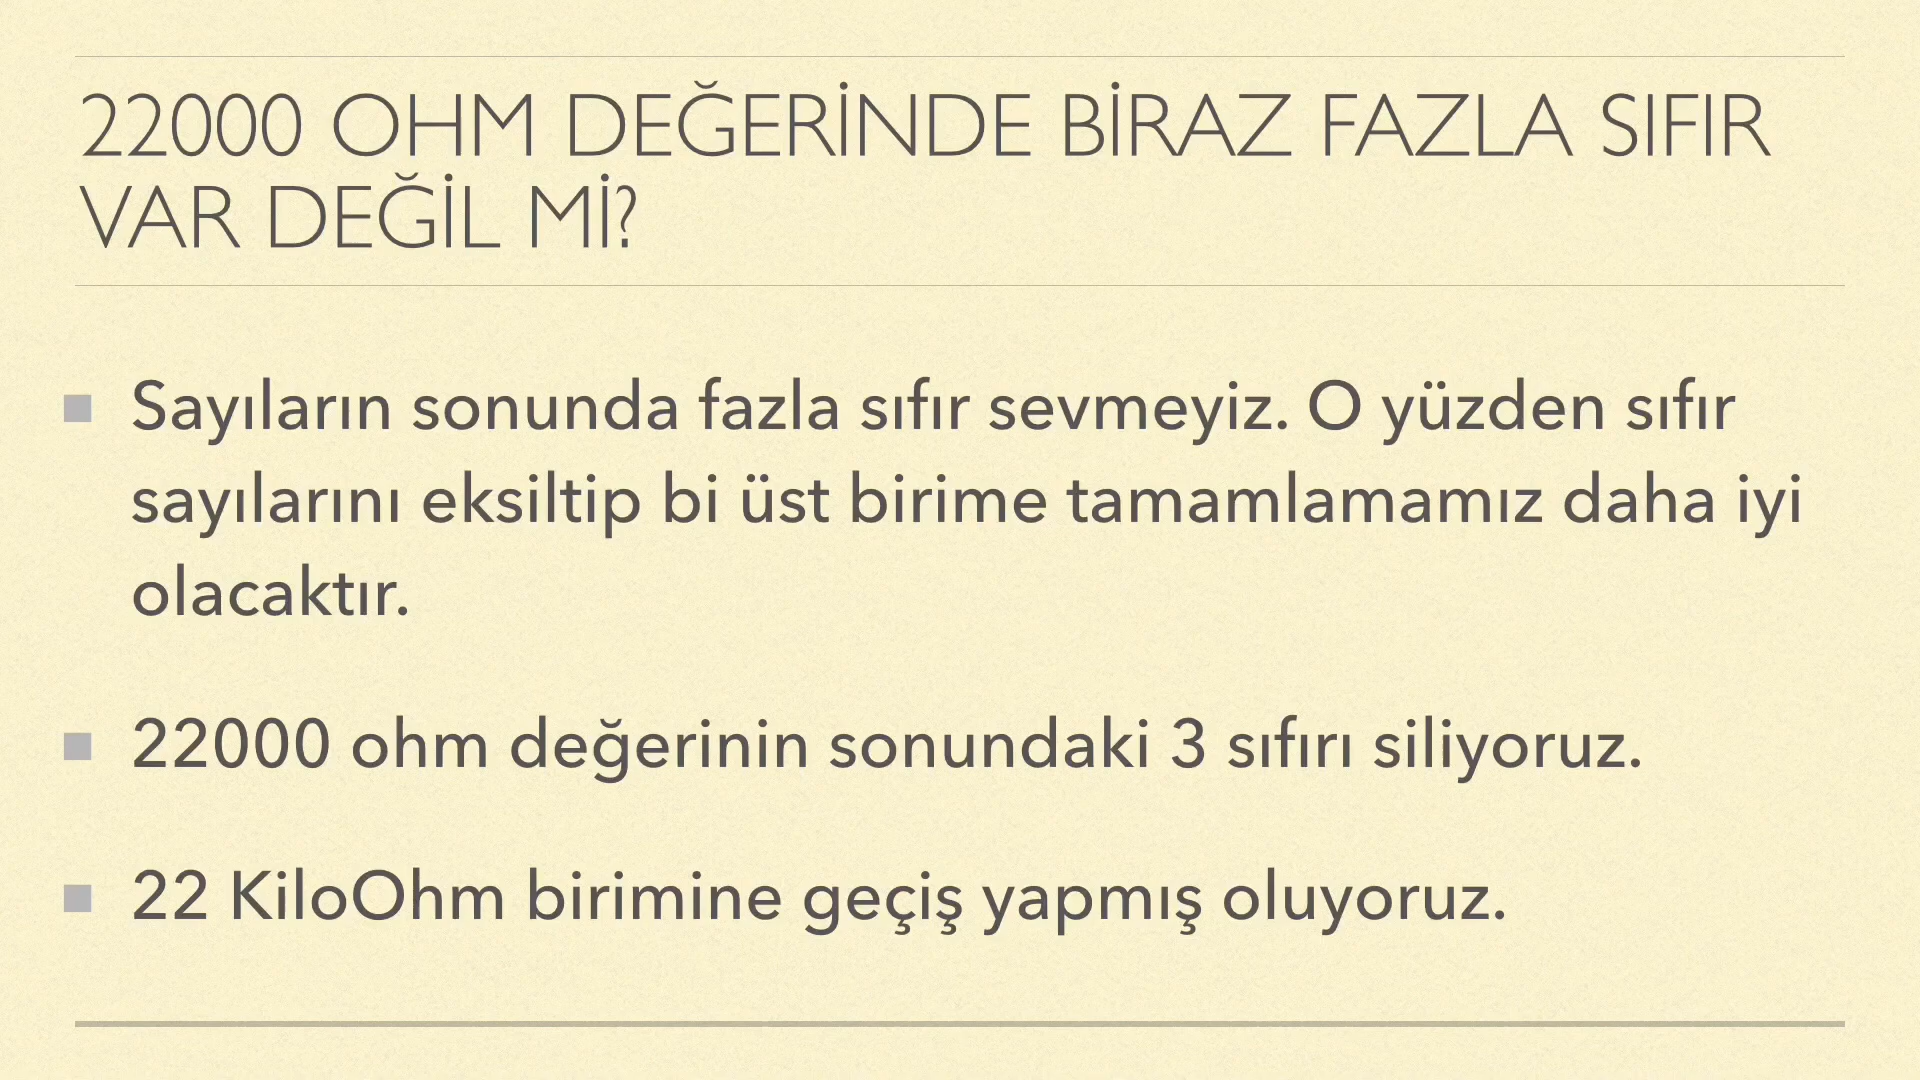 22000 OHM DEĞERİNDE BİRAZ FAZLA SIFIR
VAR DEĞİL Mİ?
Sayıların sonunda fazla sıfır sevmeyiz. O yüzden sıfır
sayılarını eksiltip bi üst birime tamamlamamız daha iyi
olacaktır.
22000 ohm değerinin sonundaki 3 sıfırı siliyoruz.
22 KiloOhm birimine geçiş yapmış oluyoruz.